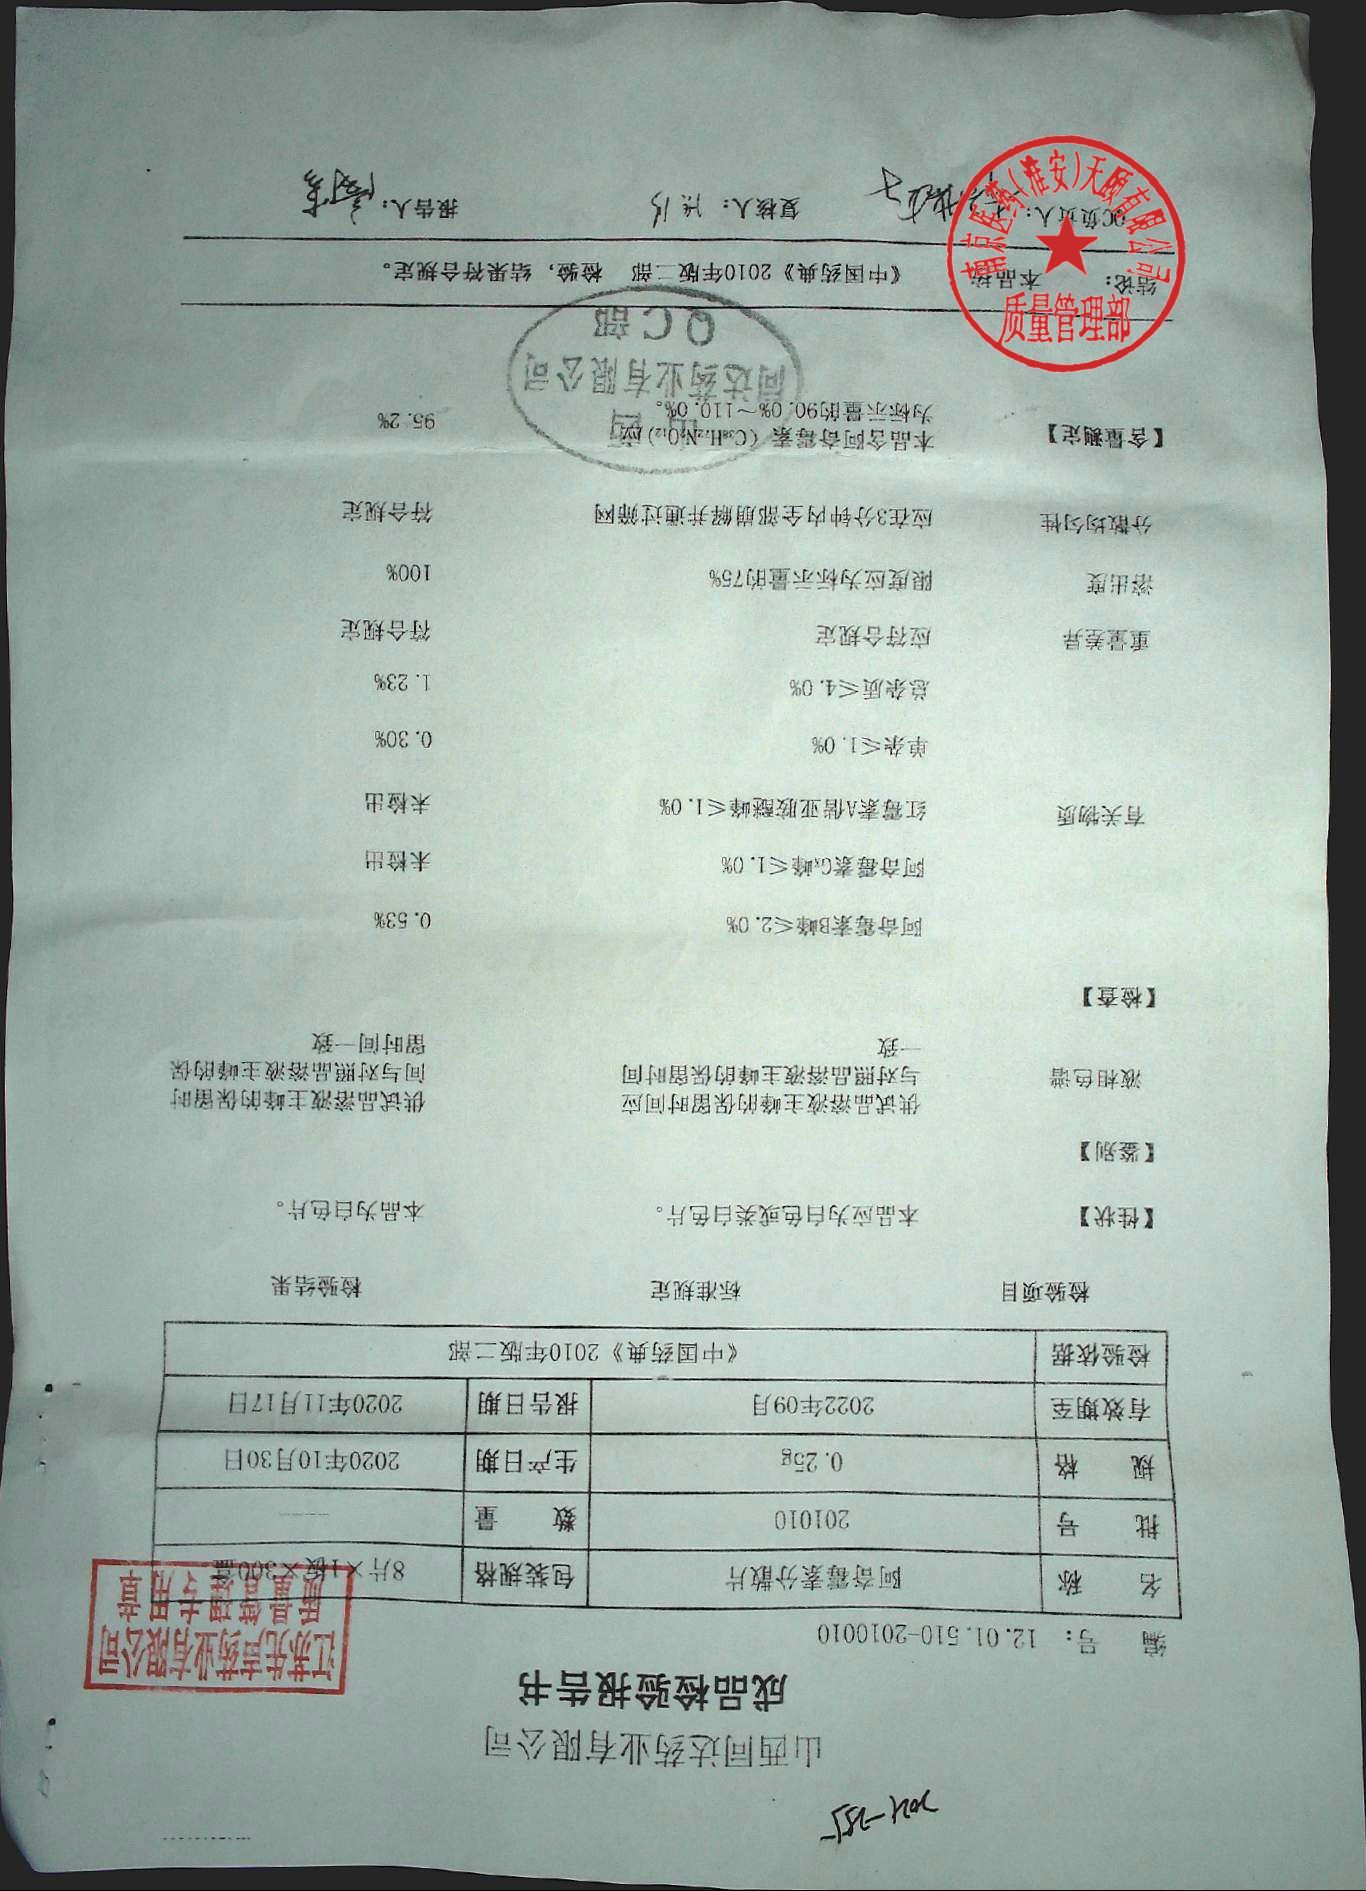 山西同达药业有限公司
成品检验报告书
编 号: 12.01.510-2010010
名 称 阿奇霉素分散片 包装规格 8片×1板×300盒
批 号 201010 数 量 ———
规 格 0.25g 生产日期 2020年10月30日
有效期至 2022年09月 报告日期 2020年11月17日
检验依据 《中国药典》2010年版二部
检验项目 标准规定 检验结果
【性状】 本品应为白色或类白色片。 本品为白色片。
【鉴别】
液相色谱 供试品溶液主峰的保留时间应 供试品溶液主峰的保留时
与对照品溶液主峰的保留时间 间与对照品溶液主峰的保
一致 留时间一致
【检查】
阿奇霉素B峰≤2.0% 0.53%
阿奇霉素Gx峰≤1.0% 未检出
有关物质 红霉素A偕亚胺醚峰≤1.0% 未检出
单杂≤1.0% 0.30%
总杂质≤4.0% 1.23%
重量差异 应符合规定 符合规定
溶出度 限度应为标示量的75% 100%
分散均匀性 应在3分钟内全部崩解并通过筛网 符合规定
【含量测定】 本品含阿奇霉素（C₃₈H₇₂N₂O₁₂)应 95.2%
为标示量的90.0%～110.0%。
山西
同达药业有限公司
QC部
结论: 本品按 《中国药典》2010年版二部 检验，结果符合规定。
QC负责人: 复核人: 报告人:
南京医药(淮安)天颐有限公司
质量管理部
质量管理专用章